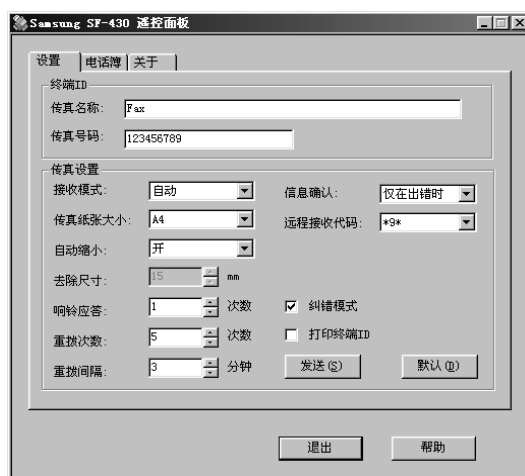 Samsung SF-430 遥控面板
设置 电话簿 关于
终端ID
传真名称: Fax
传真号码: 123456789
传真设置
接收模式: 自动 信息确认: 仅在出错时
传真纸张大小: A4 远程接收代码: *9*
自动缩小: 开
去除尺寸: 15 mm
响铃应答: 1 次数 纠错模式
重拨次数: 5 次数 打印终端ID
重拨间隔: 3 分钟 发送(S) 默认(D)
退出 帮助